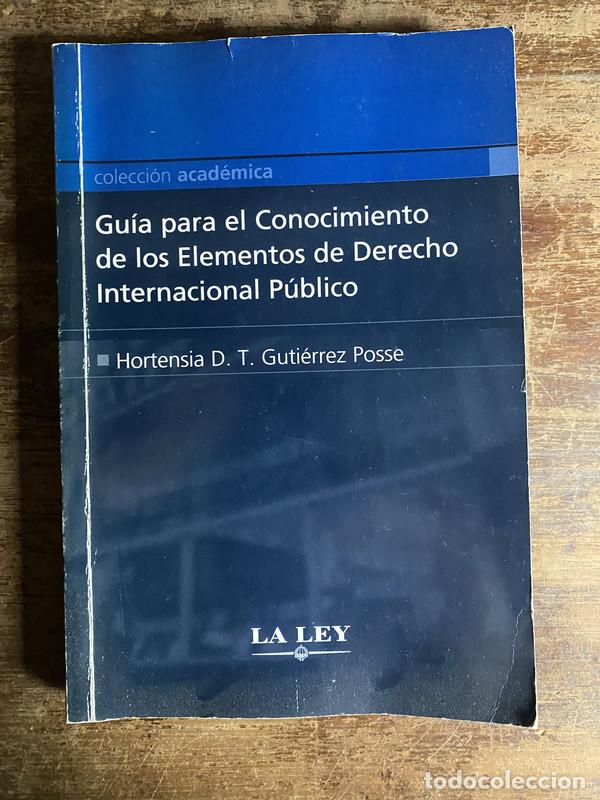 colección académica
Guía para el Conocimiento
de los Elementos de Derecho
Internacional Público
Hortensia D. T. Gutiérrez Posse
LA LEY
todocoleccion